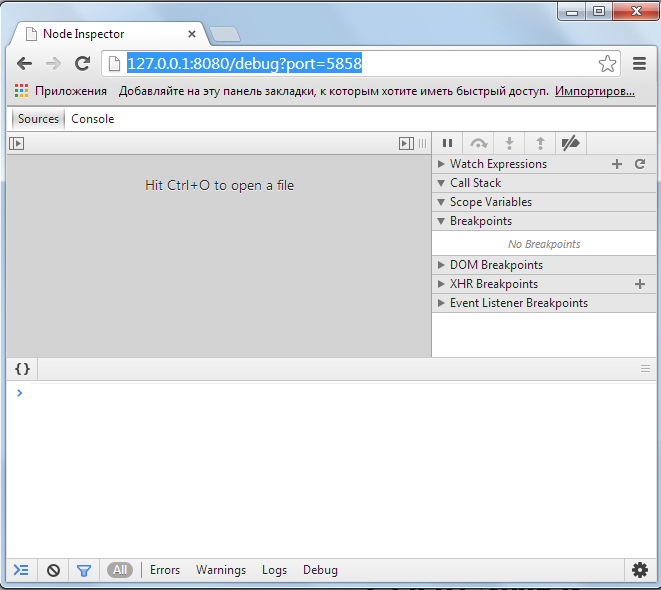 Node Inspector
127.0.0.1:8080/debug?port=5858
Приложения Добавляйте на эту панель закладки, к которым хотите иметь быстрый доступ. Импортиров...
Sources Console
Hit Ctrl+O to open a file
Watch Expressions
Call Stack
Scope Variables
Breakpoints
No Breakpoints
DOM Breakpoints
XHR Breakpoints
Event Listener Breakpoints
{}
>
All Errors Warnings Logs Debug